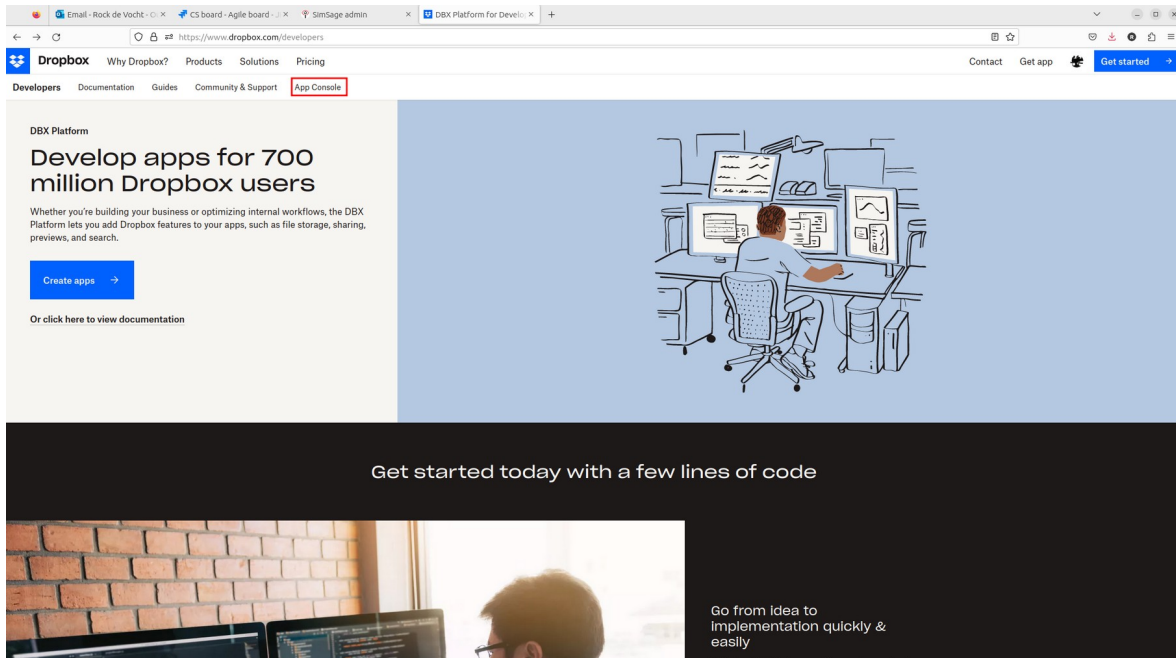 Email - Rock de Vocht - O
CS board - Agile board - Ji
SimSage admin
DBX Platform for Develo
https://www.dropbox.com/developers
Dropbox
Why Dropbox?
Products
Solutions
Pricing
Contact
Get app
Get started
Developers
Documentation
Guides
Community & Support
App Console
DBX Platform
Develop apps for 700
million Dropbox users
Whether you're building your business or optimizing internal workflows, the DBX
Platform lets you add Dropbox features to your apps, such as file storage, sharing,
previews, and search.
Create apps
Or click here to view documentation
Get started today with a few lines of code
Go from idea to
implementation quickly &
easily